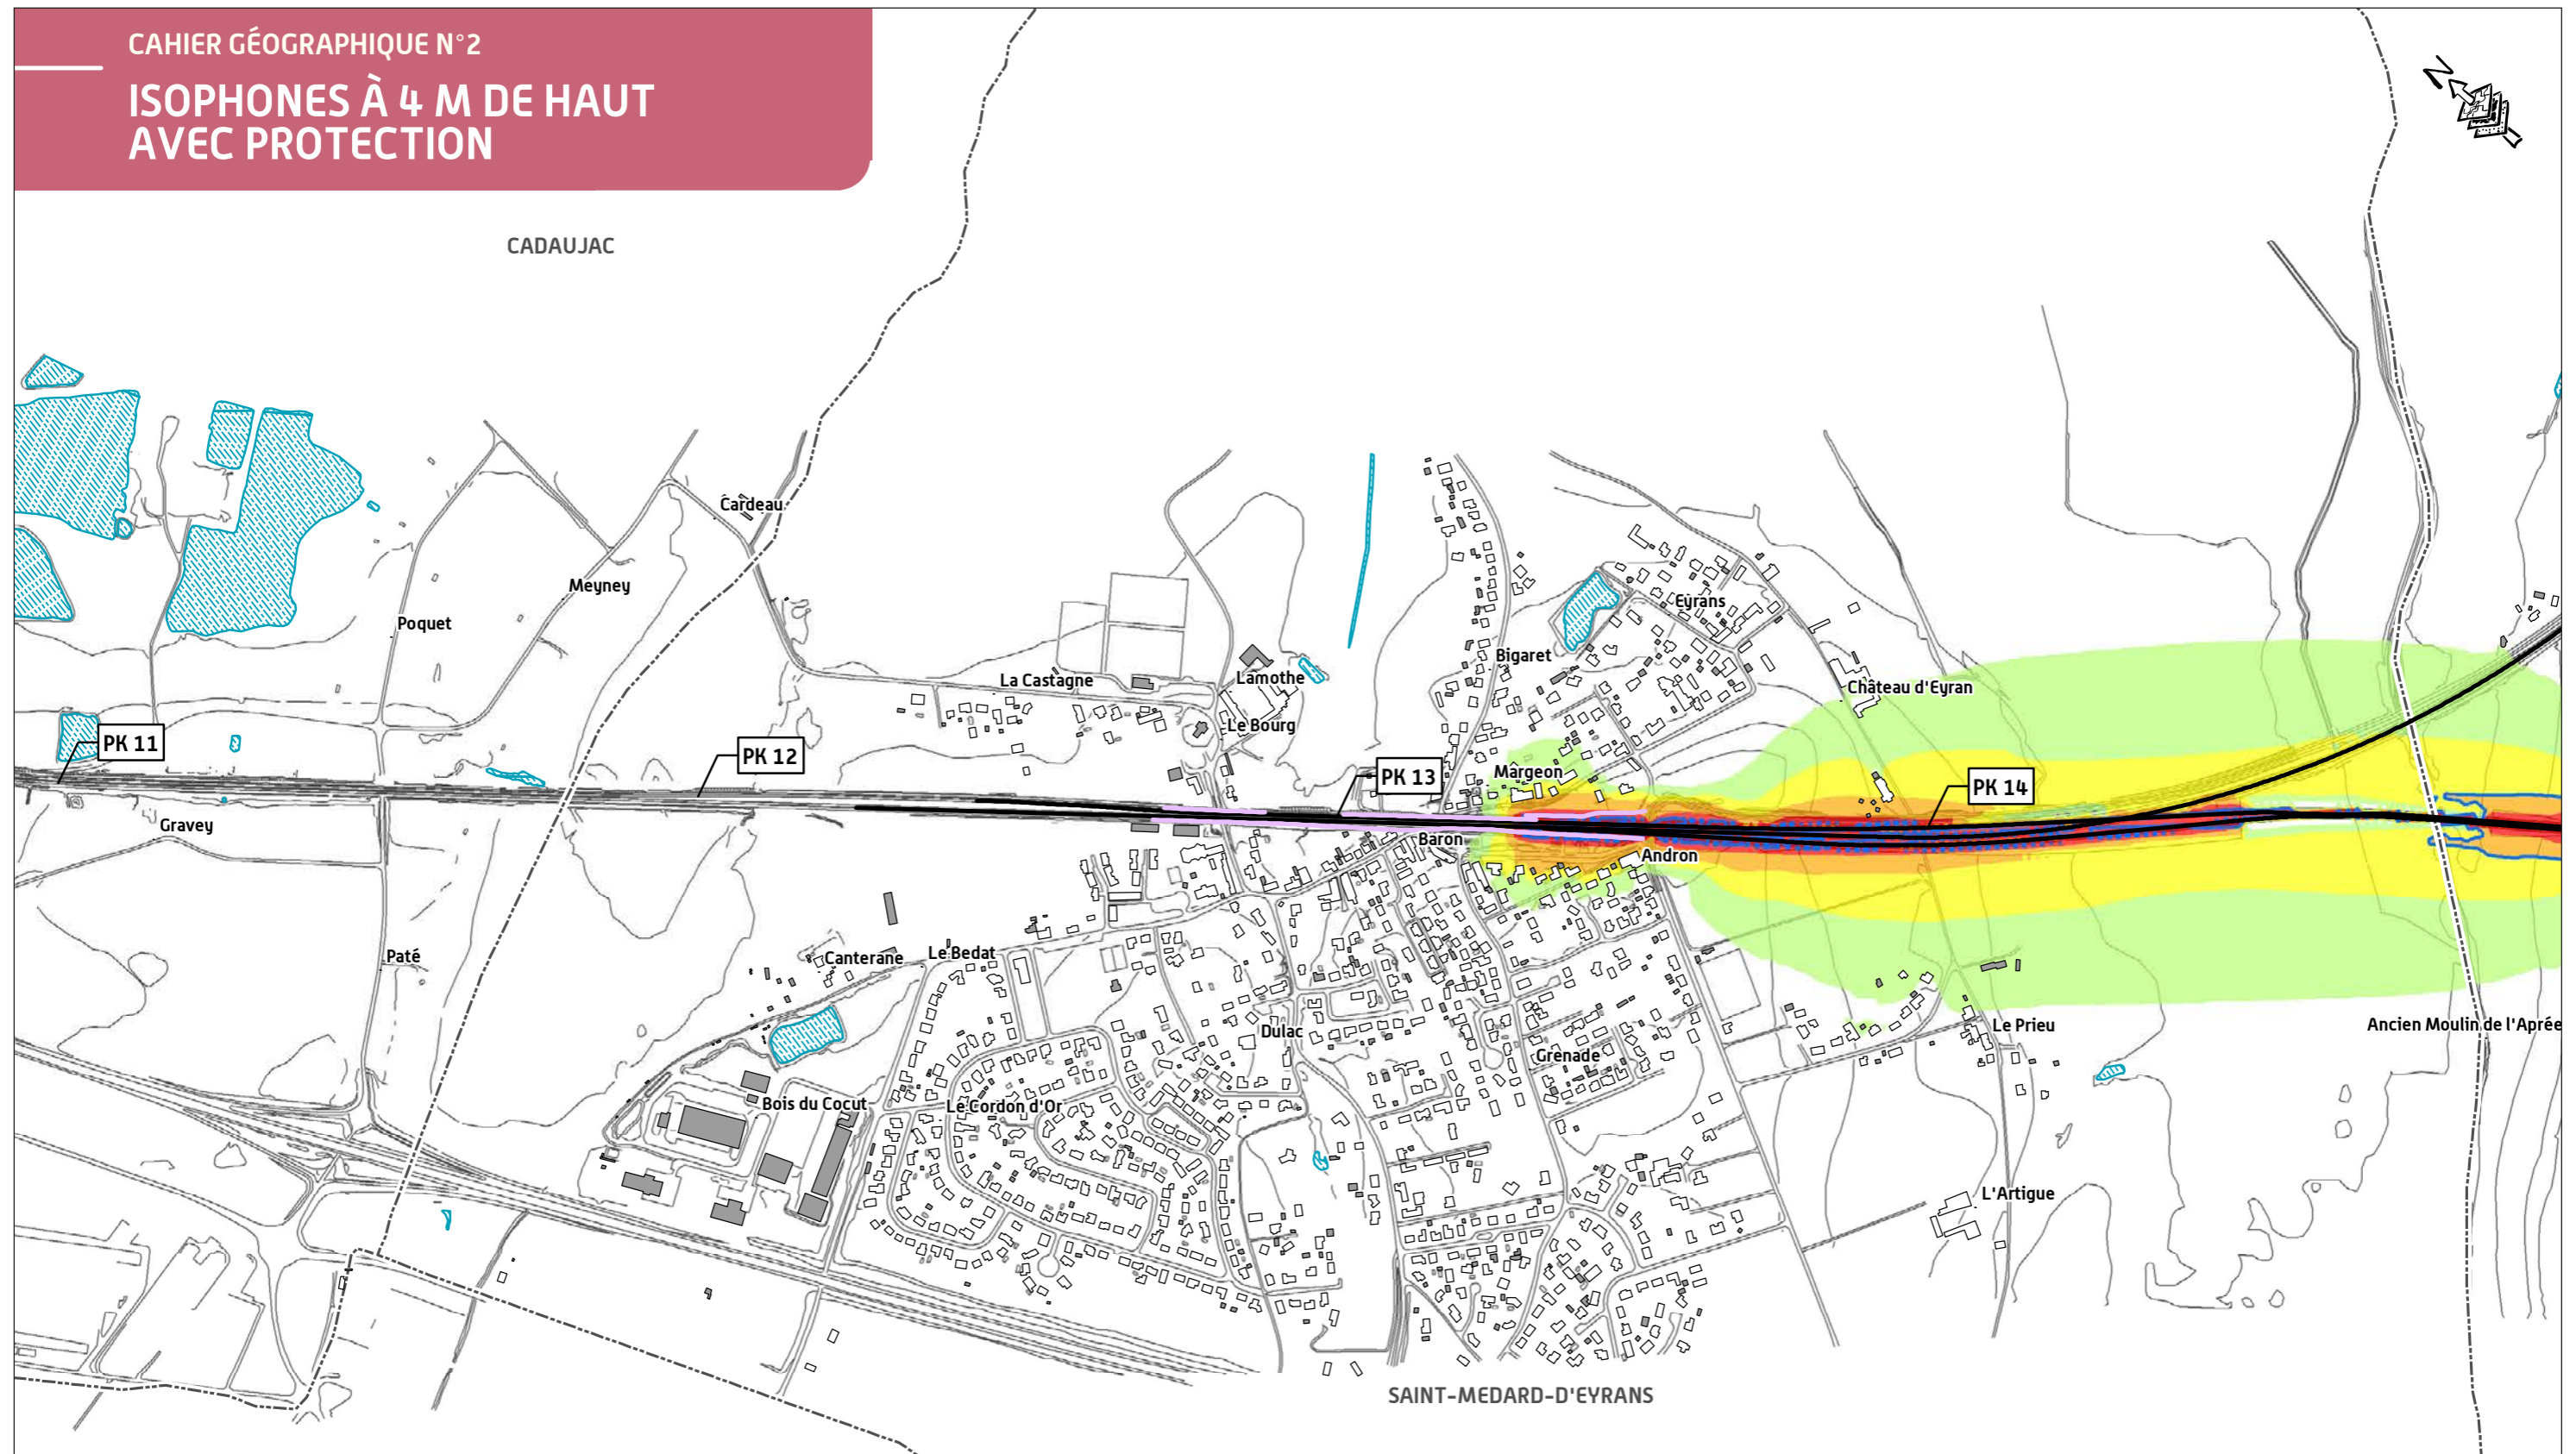 CAHIER GÉOGRAPHIQUE N°2
ISOPHONES À 4 M DE HAUT
AVEC PROTECTION
N
CADAUJAC
Cardeau
Meyney
Poquet
Eyrans
Bigaret
La Castagne
Lamothe
Château d'Eyran
Le Bourg
PK 11
PK 12
PK 13
Margeon
PK 14
Gravey
Baron
Andron
Paté
Canterane
Le Bedat
Dulac
Le Prieu
Ancien Moulin de l'Aprée
Grenade
Bois du Cocut
Le Cordon d'Or
L'Artigue
SAINT-MEDARD-D'EYRANS